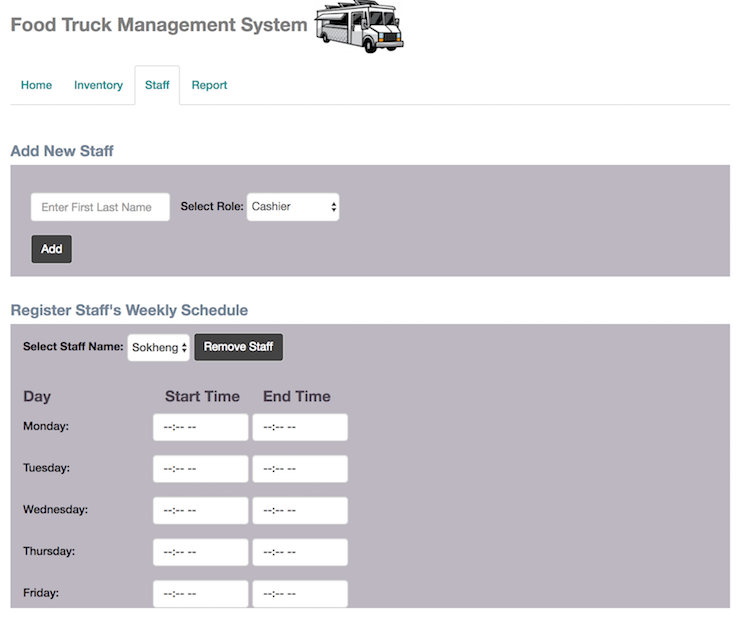 Food Truck Management System
Home Inventory Staff Report
Add New Staff
Enter First Last Name Select Role: Cashier
Add
Register Staff's Weekly Schedule
Select Staff Name: Sokheng Remove Staff
Day Start Time End Time
Monday: --:-- -- --:-- --
Tuesday: --:-- -- --:-- --
Wednesday: --:-- -- --:-- --
Thursday: --:-- -- --:-- --
Friday: --:-- -- --:-- --